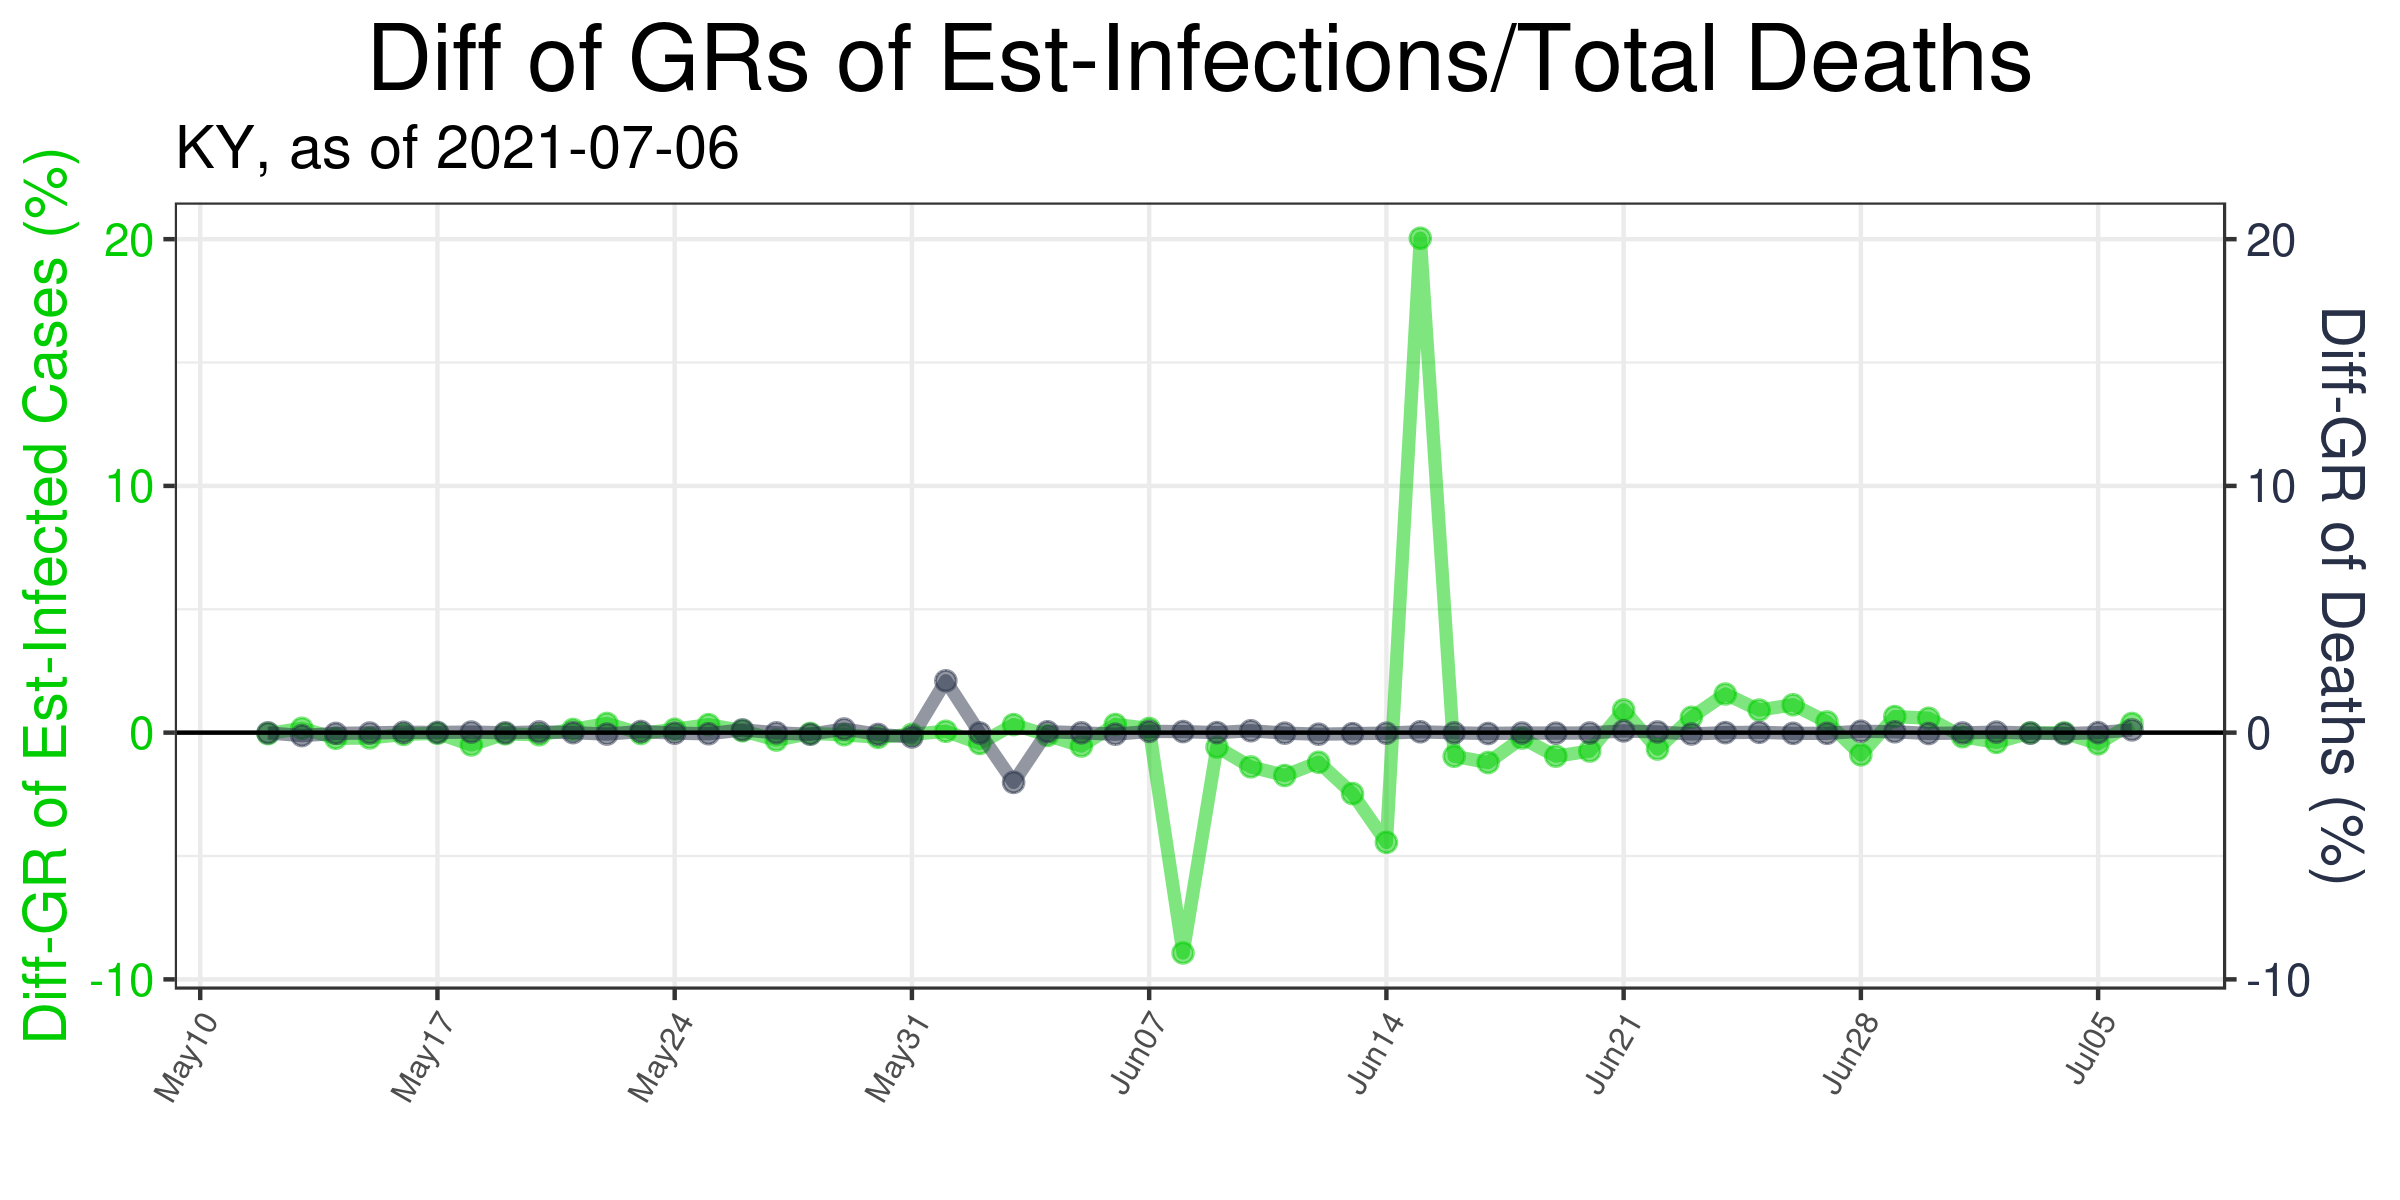 Diff of GRs of Est-Infections/Total Deaths
KY, as of 2021-07-06
Diff-GR of Est-Infected Cases (%)
20
10
0
-10
20
10
0
-10
Diff-GR of Deaths (%)
May10
May17
May24
May31
Jun07
Jun14
Jun21
Jun28
Jul05